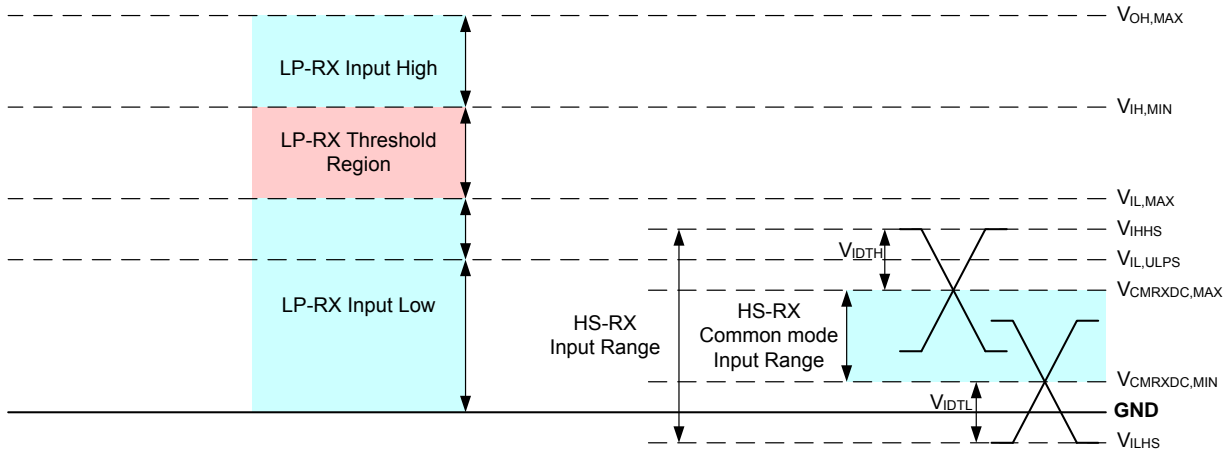 VOH,MAX
LP-RX Input High
VIH,MIN
LP-RX Threshold
Region
VIL,MAX
VIHHS
VIDTH
VIL,ULPS
LP-RX Input Low
VCMRXDC,MAX
HS-RX
Input Range
HS-RX
Common mode
Input Range
VCMRXDC,MIN
VIDTL
GND
VILHS